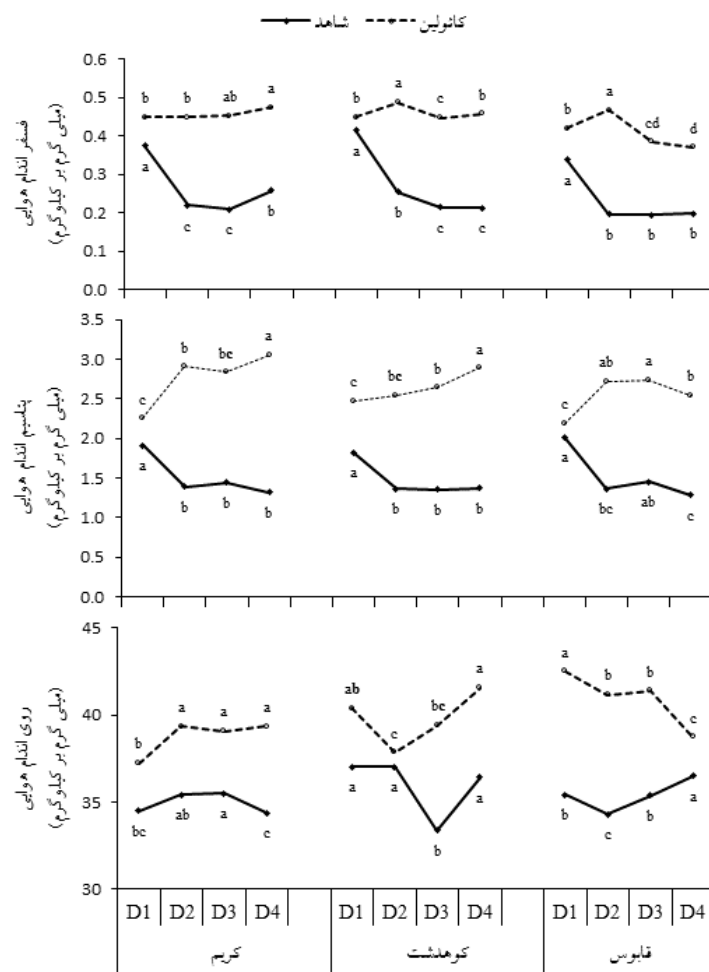 شاهد کائولین
فسفر اندام هوایی
(میلی گرم بر کیلوگرم)
0.6
0.5
0.4
0.3
0.2
0.1
0.0
b b ab a b a c b b a cd d
a c c b a b c c a b b b
پتاسیم اندام هوایی
(میلی گرم بر کیلوگرم)
3.5
3.0
2.5
2.0
1.5
1.0
0.5
0.0
c b bc a c bc b a c ab a b
a b b b a b b b a bc ab c
روی اندام هوایی
(میلی گرم بر کیلوگرم)
45
40
35
30
b a a a ab c bc a a b b c
bc ab a c a a b a b c b a
D1 D2 D3 D4 D1 D2 D3 D4 D1 D2 D3 D4
کریم کوهدشت قابوس